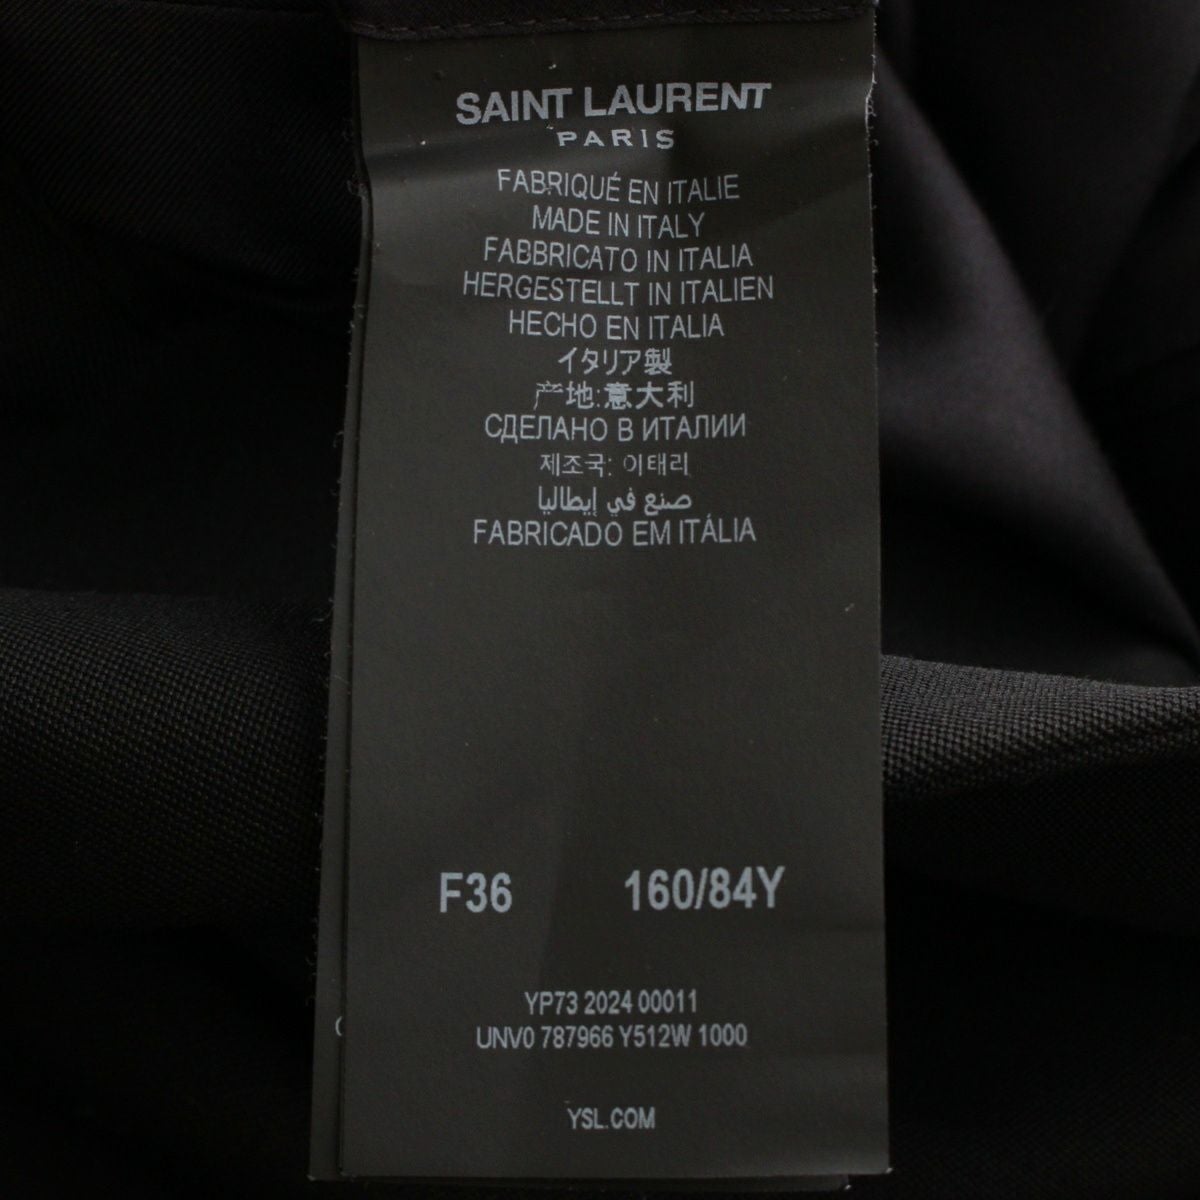 SAINT LAURENT
PARIS
FABRIQUÉ EN ITALIE
MADE IN ITALY
FABBRICATO IN ITALIA
HERGESTELLT IN ITALIEN
HECHO EN ITALIA
イタリア製
产地:意大利
СДЕЛАНО В ИТАЛИИ
제조국: 이태리
صنع في إيطاليا
FABRICADO EM ITÁLIA
F36 160/84Y
YP73 2024 00011
UNV0 787966 Y512W 1000
YSL.COM